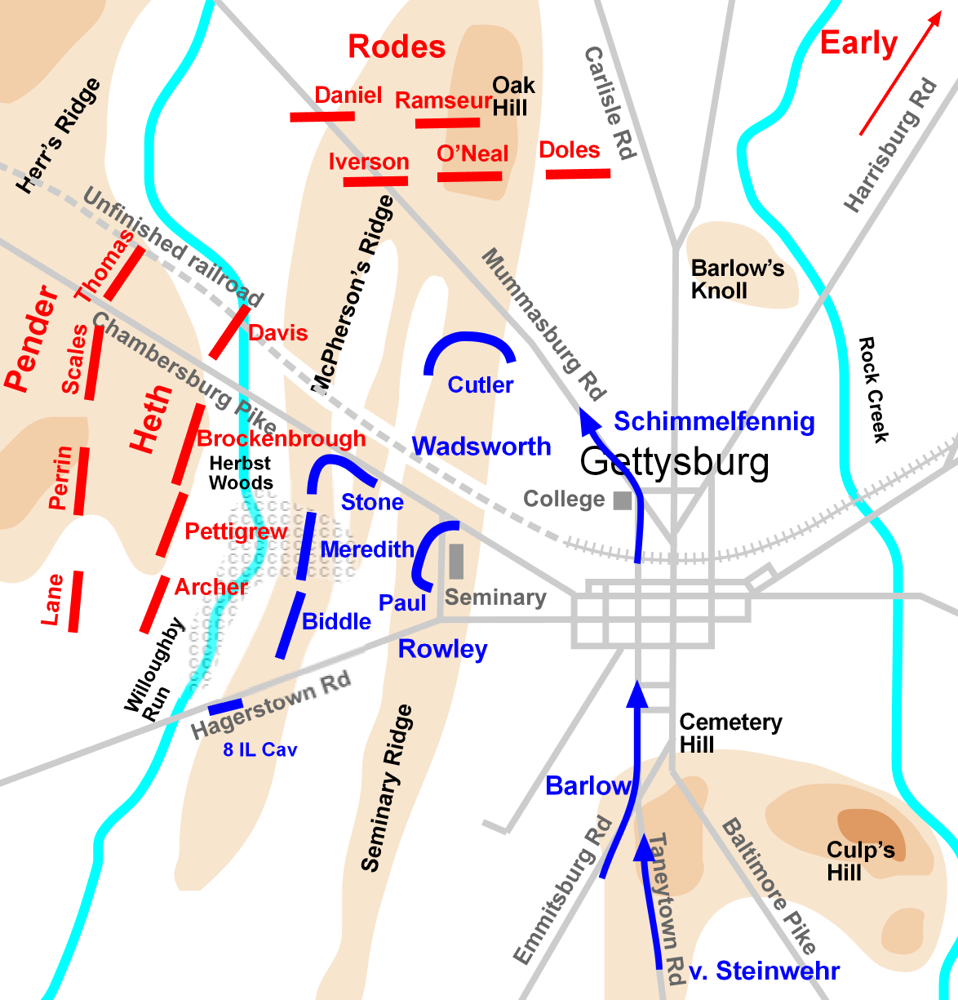 Rodes
Early
Daniel
Ramseur
Oak
Hill
Carlisle Rd
Harrisburg Rd
Herr's Ridge
Iverson
O'Neal
Doles
Unfinished railroad
McPherson's Ridge
Thomas
Mummasburg Rd
Barlow's
Knoll
Pender
Scales
Chambersburg Pike
Davis
Heth
Cutler
Rock Creek
Schimmelfennig
Brockenbrough
Wadsworth
Gettysburg
Herbst
Woods
Perrin
Stone
College
Pettigrew
Meredith
Lane
Archer
Paul
Seminary
Biddle
Rowley
Willoughby
Run
Hagerstown Rd
8 IL Cav
Cemetery
Hill
Seminary Ridge
Barlow
Emmitsburg Rd
Taneytown Rd
Baltimore Pike
Culp's
Hill
v. Steinwehr